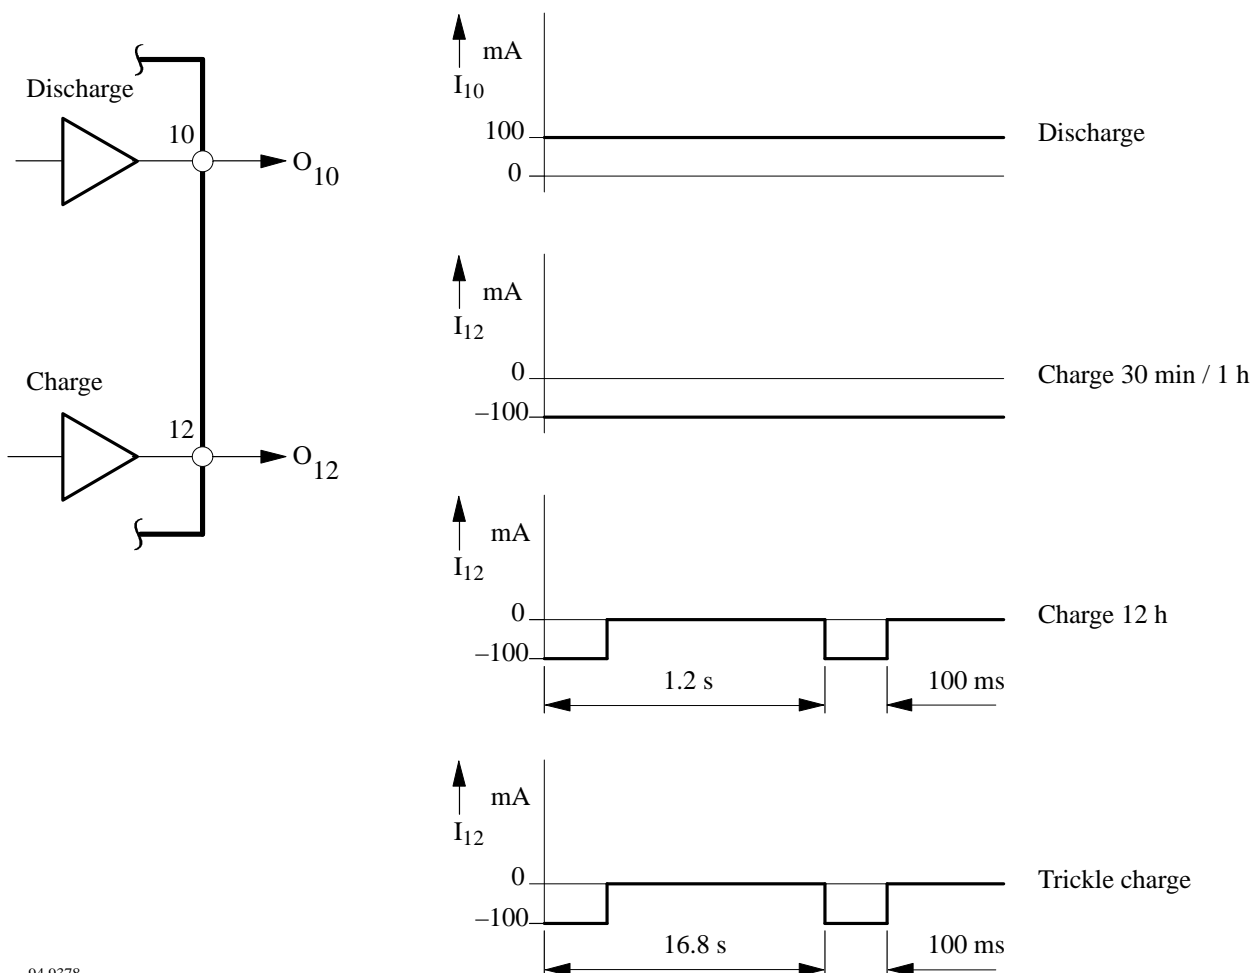 Discharge
10
O10
Charge
12
O12
mA
I10
100
0
Discharge
mA
I12
0
–100
Charge 30 min / 1 h
mA
I12
0
–100
Charge 12 h
1.2 s
100 ms
mA
I12
0
–100
Trickle charge
16.8 s
100 ms
94 9378